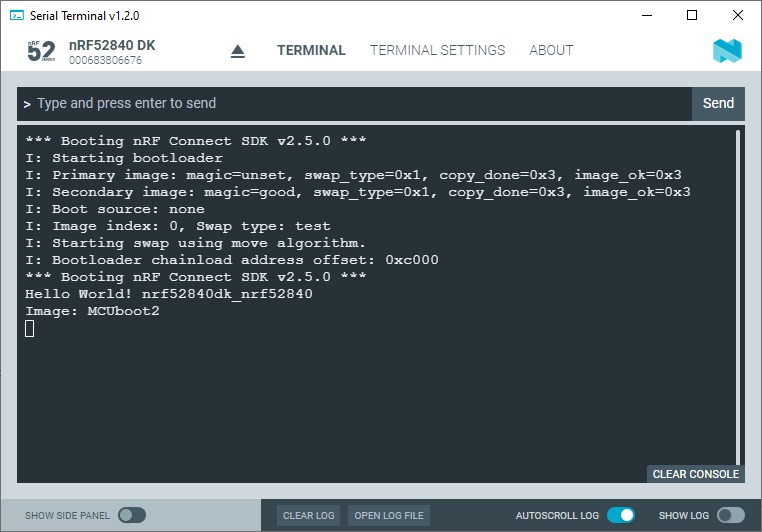 Serial Terminal v1.2.0
nRF
52
SERIES
nRF52840 DK
000683806676
TERMINAL
TERMINAL SETTINGS
ABOUT
> Type and press enter to send
Send
*** Booting nRF Connect SDK v2.5.0 ***
I: Starting bootloader
I: Primary image: magic=unset, swap_type=0x1, copy_done=0x3, image_ok=0x3
I: Secondary image: magic=good, swap_type=0x1, copy_done=0x3, image_ok=0x3
I: Boot source: none
I: Image index: 0, Swap type: test
I: Starting swap using move algorithm.
I: Bootloader chainload address offset: 0xc000
*** Booting nRF Connect SDK v2.5.0 ***
Hello World! nrf52840dk_nrf52840
Image: MCUboot2
CLEAR CONSOLE
SHOW SIDE PANEL
CLEAR LOG
OPEN LOG FILE
AUTOSCROLL LOG
SHOW LOG